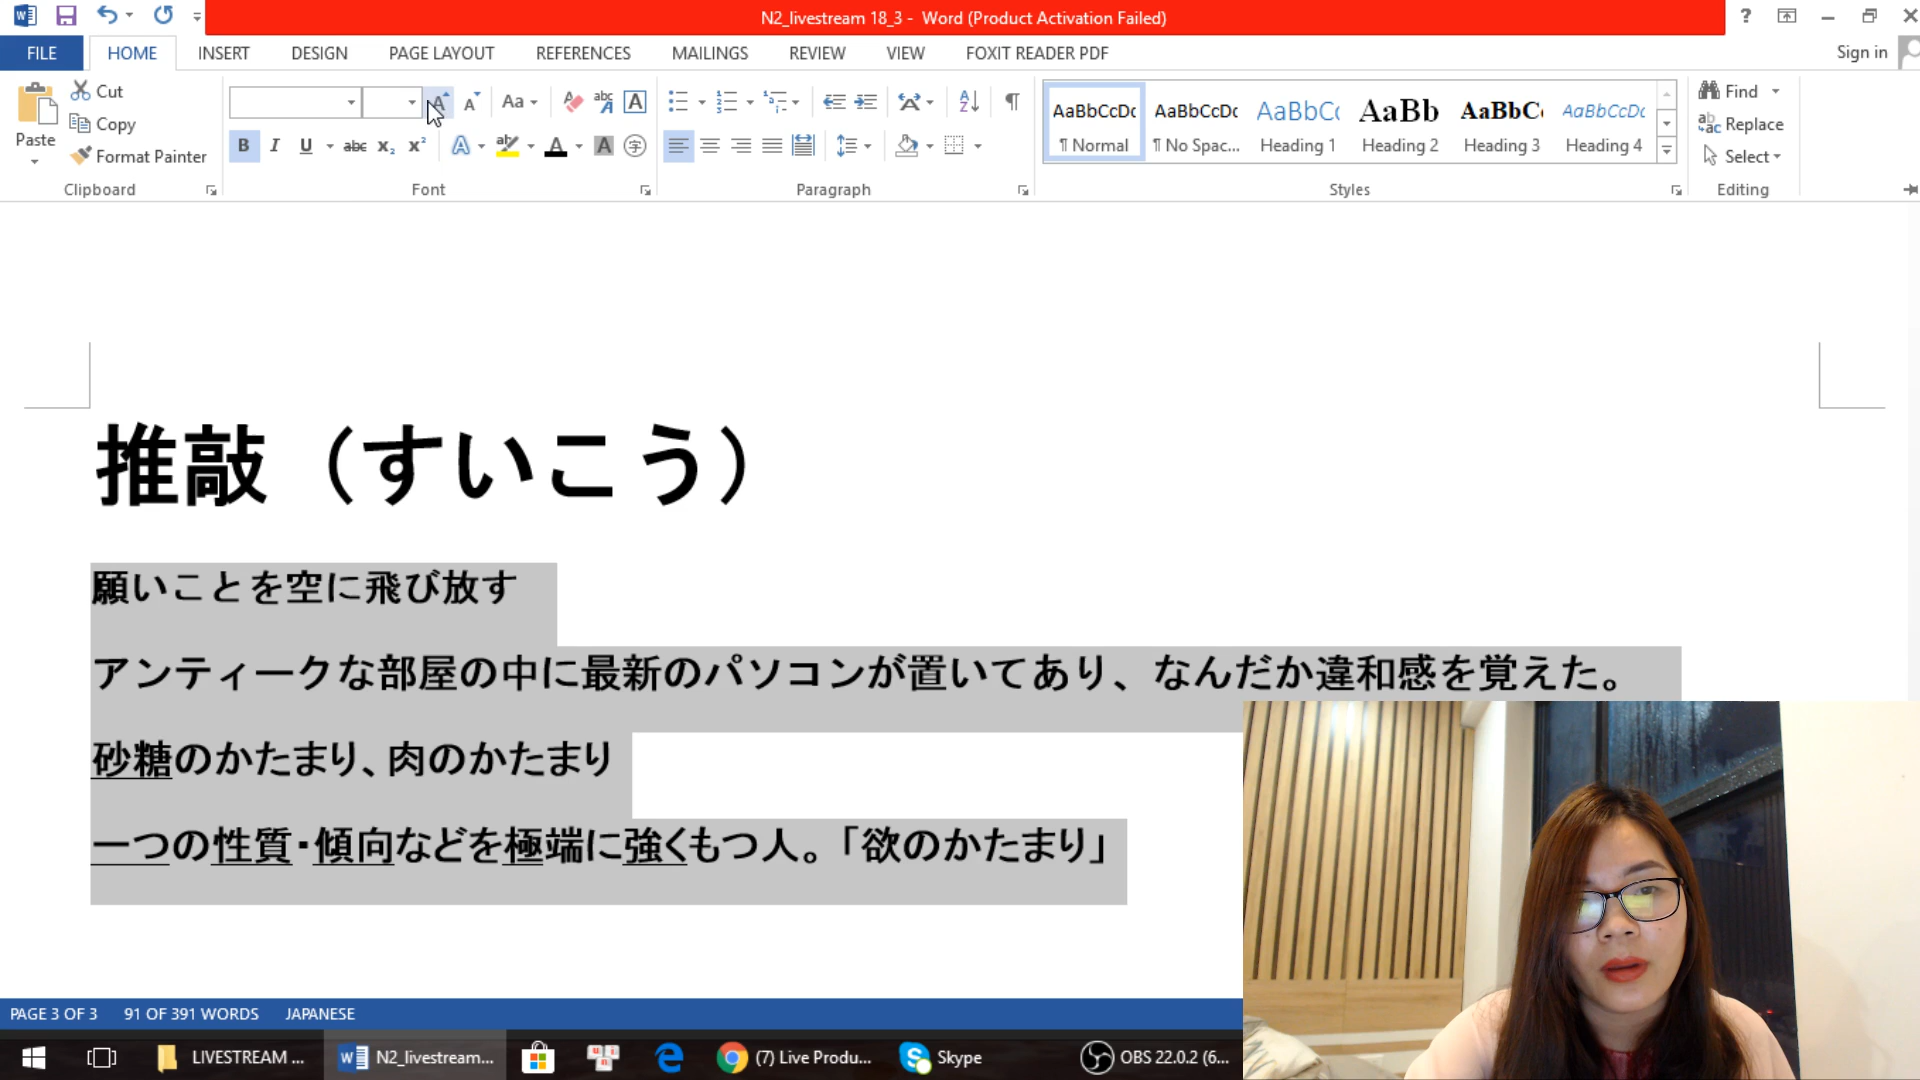 N2_livestream 18_3 - Word (Product Activation Failed)
FILE HOME INSERT DESIGN PAGE LAYOUT REFERENCES MAILINGS REVIEW VIEW FOXIT READER PDF Sign in
Paste Cut Copy Format Painter
Clipboard Font Paragraph Styles Editing
AaBbCcDc AaBbCcDc AaBbC AaBb AaBbC AaBbCcDc
¶ Normal ¶ No Spac... Heading 1 Heading 2 Heading 3 Heading 4
Find
Replace
Select
推敲（すいこう）
願いことを空に飛び放す
アンティークな部屋の中に最新のパソコンが置いてあり、なんだか違和感を覚えた。
砂糖のかたまり、肉のかたまり
一つの性質・傾向などを極端に強くもつ人。「欲のかたまり」
PAGE 3 OF 3 91 OF 391 WORDS JAPANESE
LIVESTREAM ... N2_livestream... (7) Live Produ... Skype OBS 22.0.2 (6...